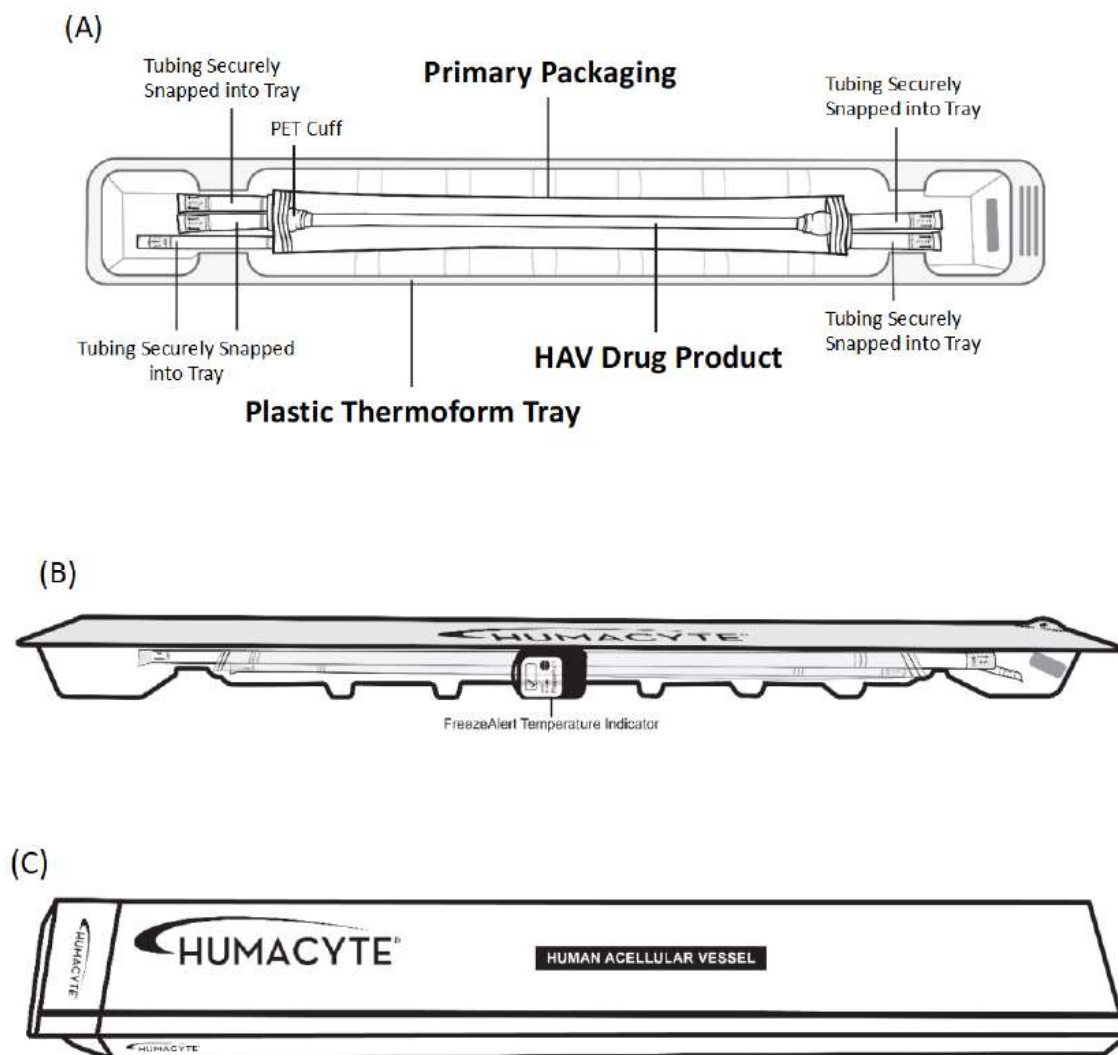 (A)
Tubing Securely
Snapped into Tray
Primary Packaging
Tubing Securely
Snapped into Tray
PET Cuff
Tubing Securely Snapped
into Tray
HAV Drug Product
Tubing Securely
Snapped into Tray
Plastic Thermoform Tray
(B)
HUMACYTE
FreezeAlert Temperature Indicator
(C)
HUMACYTE
HUMACYTE
HUMAN ACELLULAR VESSEL
HUMACYTE